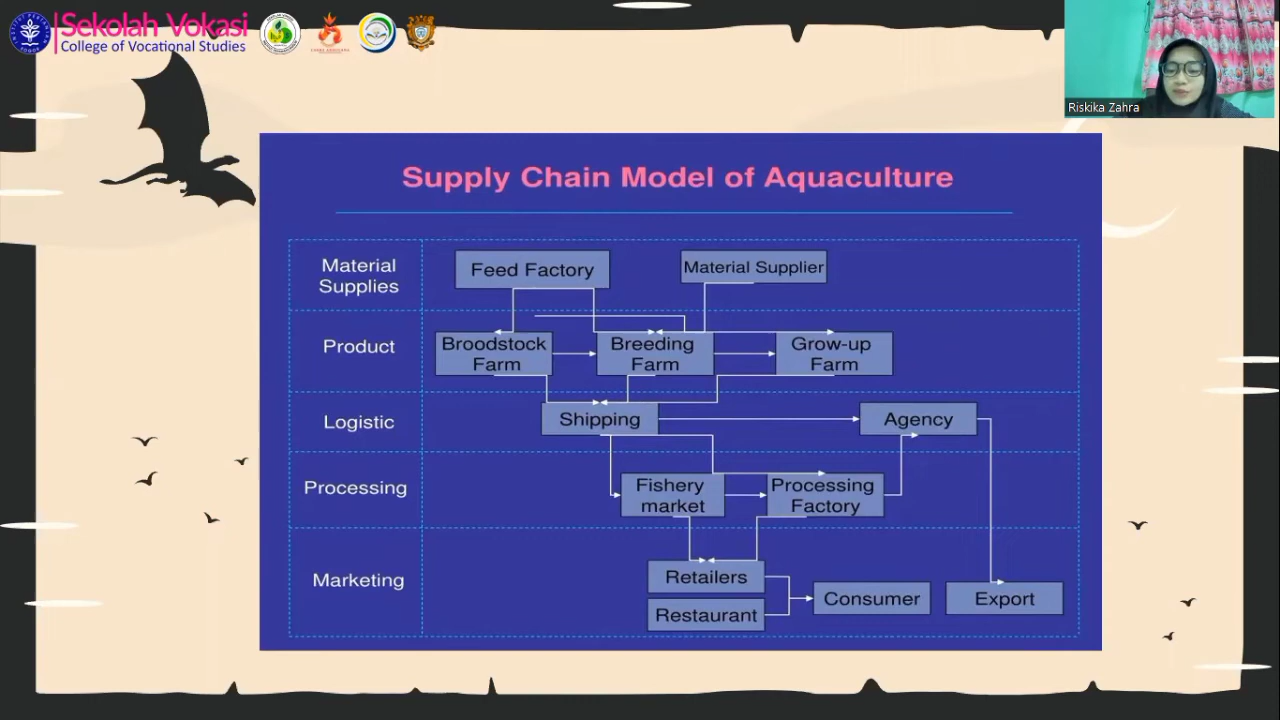 Sekolah Vokasi
College of Vocational Studies
Riskika Zahra
Supply Chain Model of Aquaculture
Material
Supplies
Feed Factory
Material Supplier
Product
Broodstock
Farm
Breeding
Farm
Grow-up
Farm
Logistic
Shipping
Agency
Processing
Fishery
market
Processing
Factory
Marketing
Retailers
Restaurant
Consumer
Export